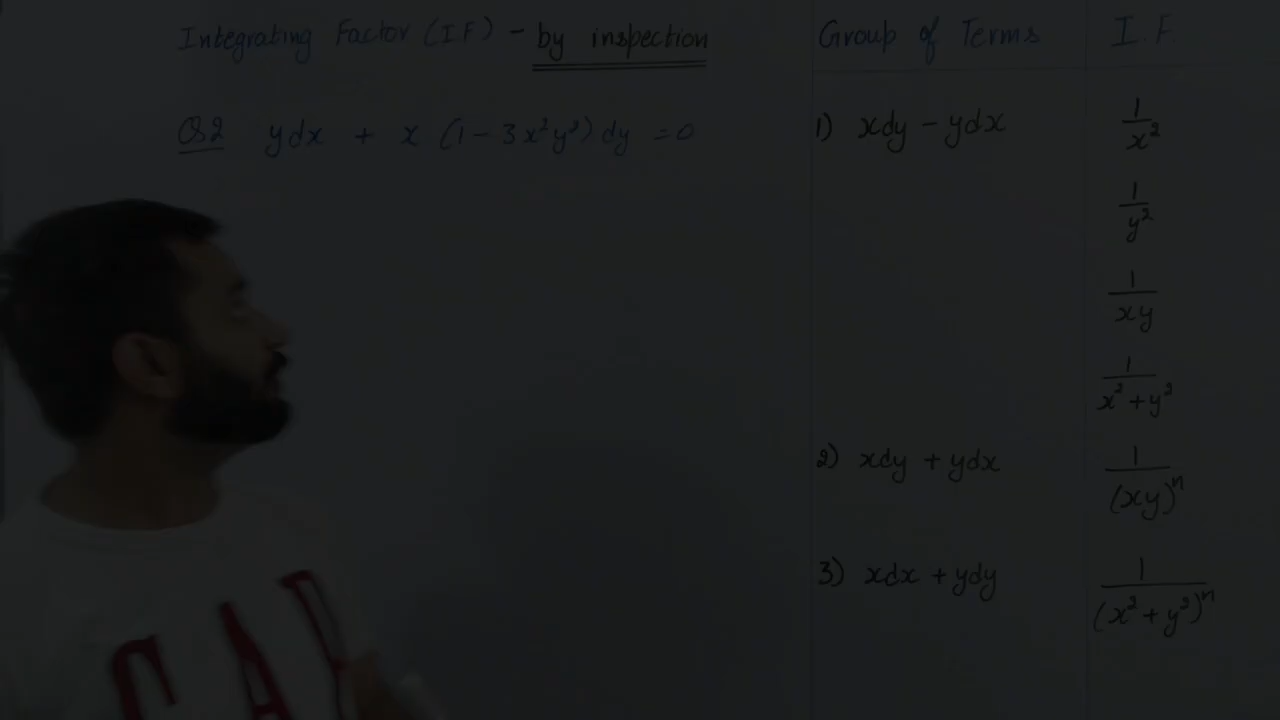 Integrating Factor (I.F) - by inspection
Q.2 ydx + x (1 - 3x²y²) dy = 0
Group of Terms I.F.
1) xdy - ydx 1/x²
1/y²
1/xy
1/(x² + y²)
2) xdy + ydx 1/(xy)ⁿ
3) xdx + ydy 1/(x² + y²)ⁿ